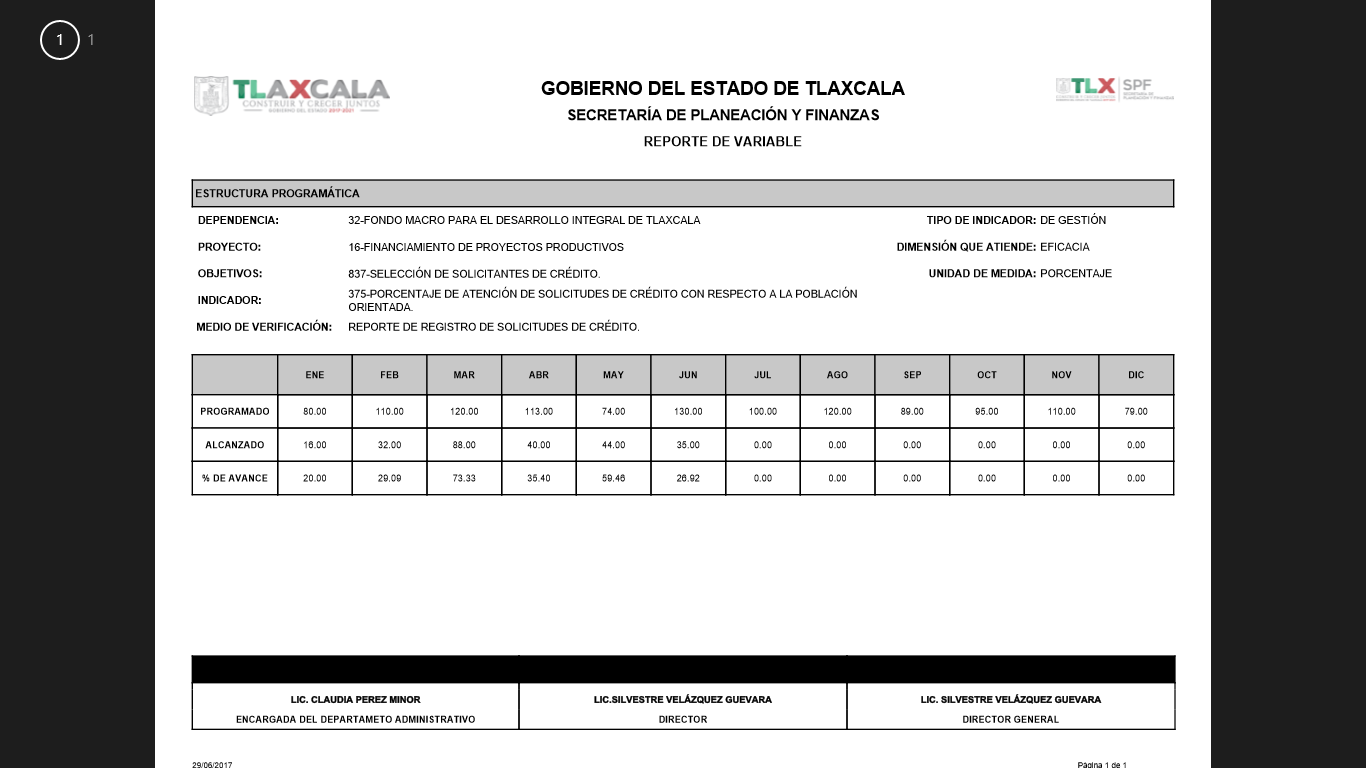 1 1
TLAXCALA
CONSTRUIR Y CRECER JUNTOS
GOBIERNO DEL ESTADO 2017-2021
GOBIERNO DEL ESTADO DE TLAXCALA
SECRETARÍA DE PLANEACIÓN Y FINANZAS
REPORTE DE VARIABLE
TLX SPF
ESTRUCTURA PROGRAMÁTICA
DEPENDENCIA: 32-FONDO MACRO PARA EL DESARROLLO INTEGRAL DE TLAXCALA TIPO DE INDICADOR: DE GESTIÓN
PROYECTO: 16-FINANCIAMIENTO DE PROYECTOS PRODUCTIVOS DIMENSIÓN QUE ATIENDE: EFICACIA
OBJETIVOS: 837-SELECCIÓN DE SOLICITANTES DE CRÉDITO. UNIDAD DE MEDIDA: PORCENTAJE
INDICADOR: 375-PORCENTAJE DE ATENCIÓN DE SOLICITUDES DE CRÉDITO CON RESPECTO A LA POBLACIÓN
ORIENTADA.
MEDIO DE VERIFICACIÓN: REPORTE DE REGISTRO DE SOLICITUDES DE CRÉDITO.
ENE FEB MAR ABR MAY JUN JUL AGO SEP OCT NOV DIC
PROGRAMADO 80.00 110.00 120.00 113.00 74.00 130.00 100.00 120.00 89.00 95.00 110.00 79.00
ALCANZADO 16.00 32.00 88.00 40.00 44.00 35.00 0.00 0.00 0.00 0.00 0.00 0.00
% DE AVANCE 20.00 29.09 73.33 35.40 59.46 26.92 0.00 0.00 0.00 0.00 0.00 0.00
LIC. CLAUDIA PEREZ MINOR LIC.SILVESTRE VELÁZQUEZ GUEVARA LIC. SILVESTRE VELÁZQUEZ GUEVARA
ENCARGADA DEL DEPARTAMETO ADMINISTRATIVO DIRECTOR DIRECTOR GENERAL
29/06/2017 Página 1 de 1